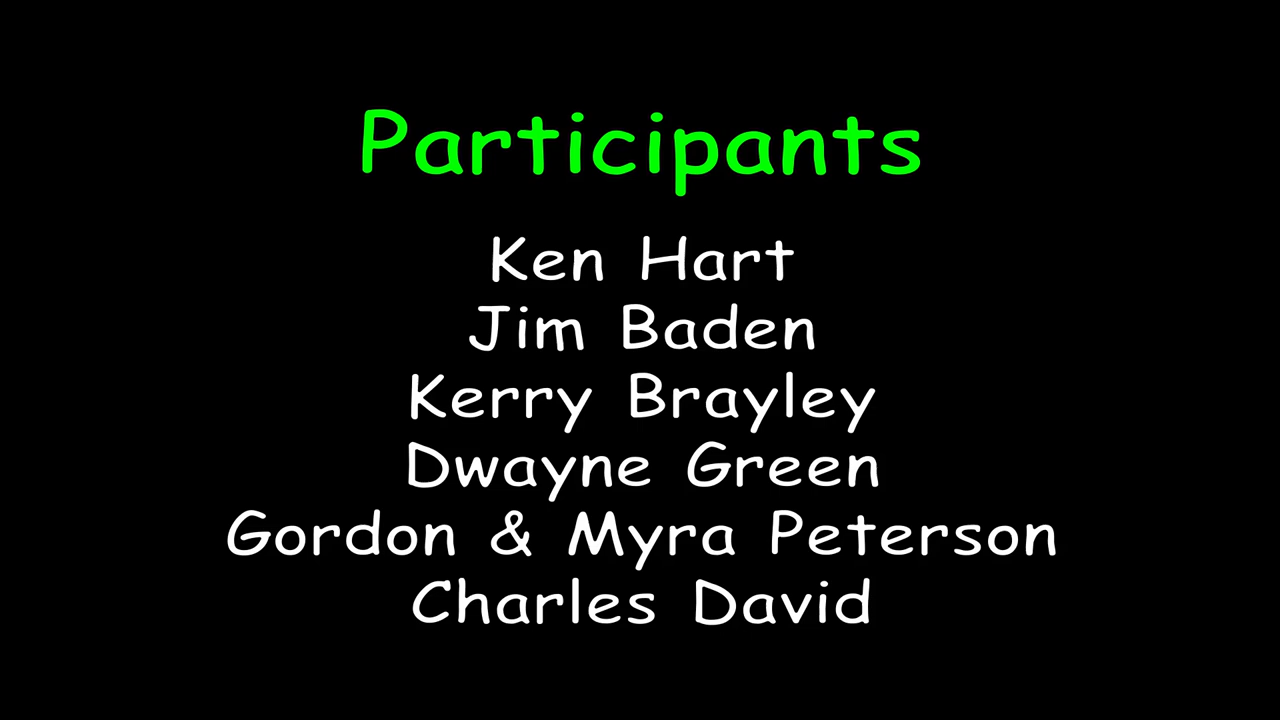 Participants
Ken Hart
Jim Baden
Kerry Brayley
Dwayne Green
Gordon & Myra Peterson
Charles David